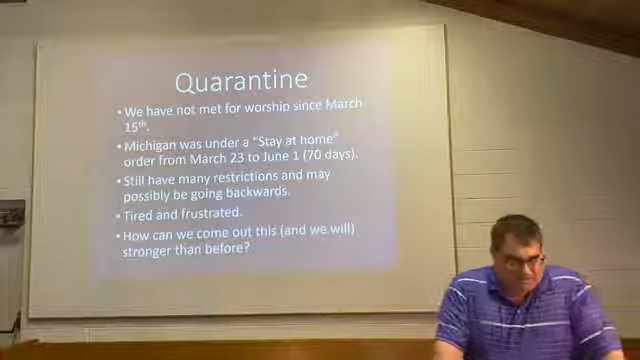 Quarantine
• We have not met for worship since March
15th.
• Michigan was under a "Stay at home"
order from March 23 to June 1 (70 days).
• Still have many restrictions and may
possibly be going backwards.
• Tired and frustrated.
• How can we come out this (and we will)
stronger than before?